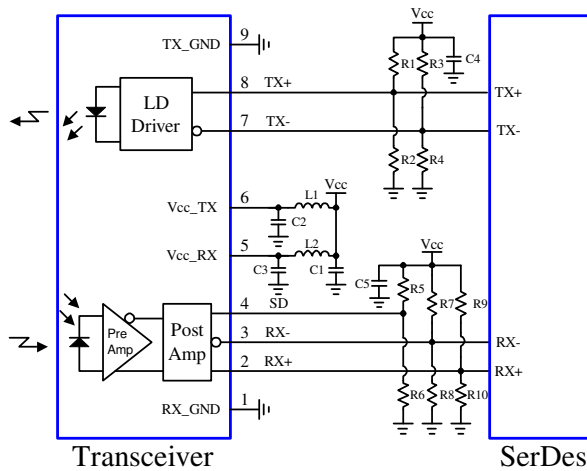 Vcc
TX_GND 9
R1 R3 C4
LD Driver
8 TX+ TX+
7 TX- TX-
R2 R4
Vcc
Vcc_TX 6 L1
C2
Vcc_RX 5 L2
C3 C1
Vcc
C5 R5 R7 R9
4 SD
Pre Amp
Post Amp
3 RX- RX-
2 RX+ RX+
R6 R8 R10
RX_GND 1
Transceiver SerDes